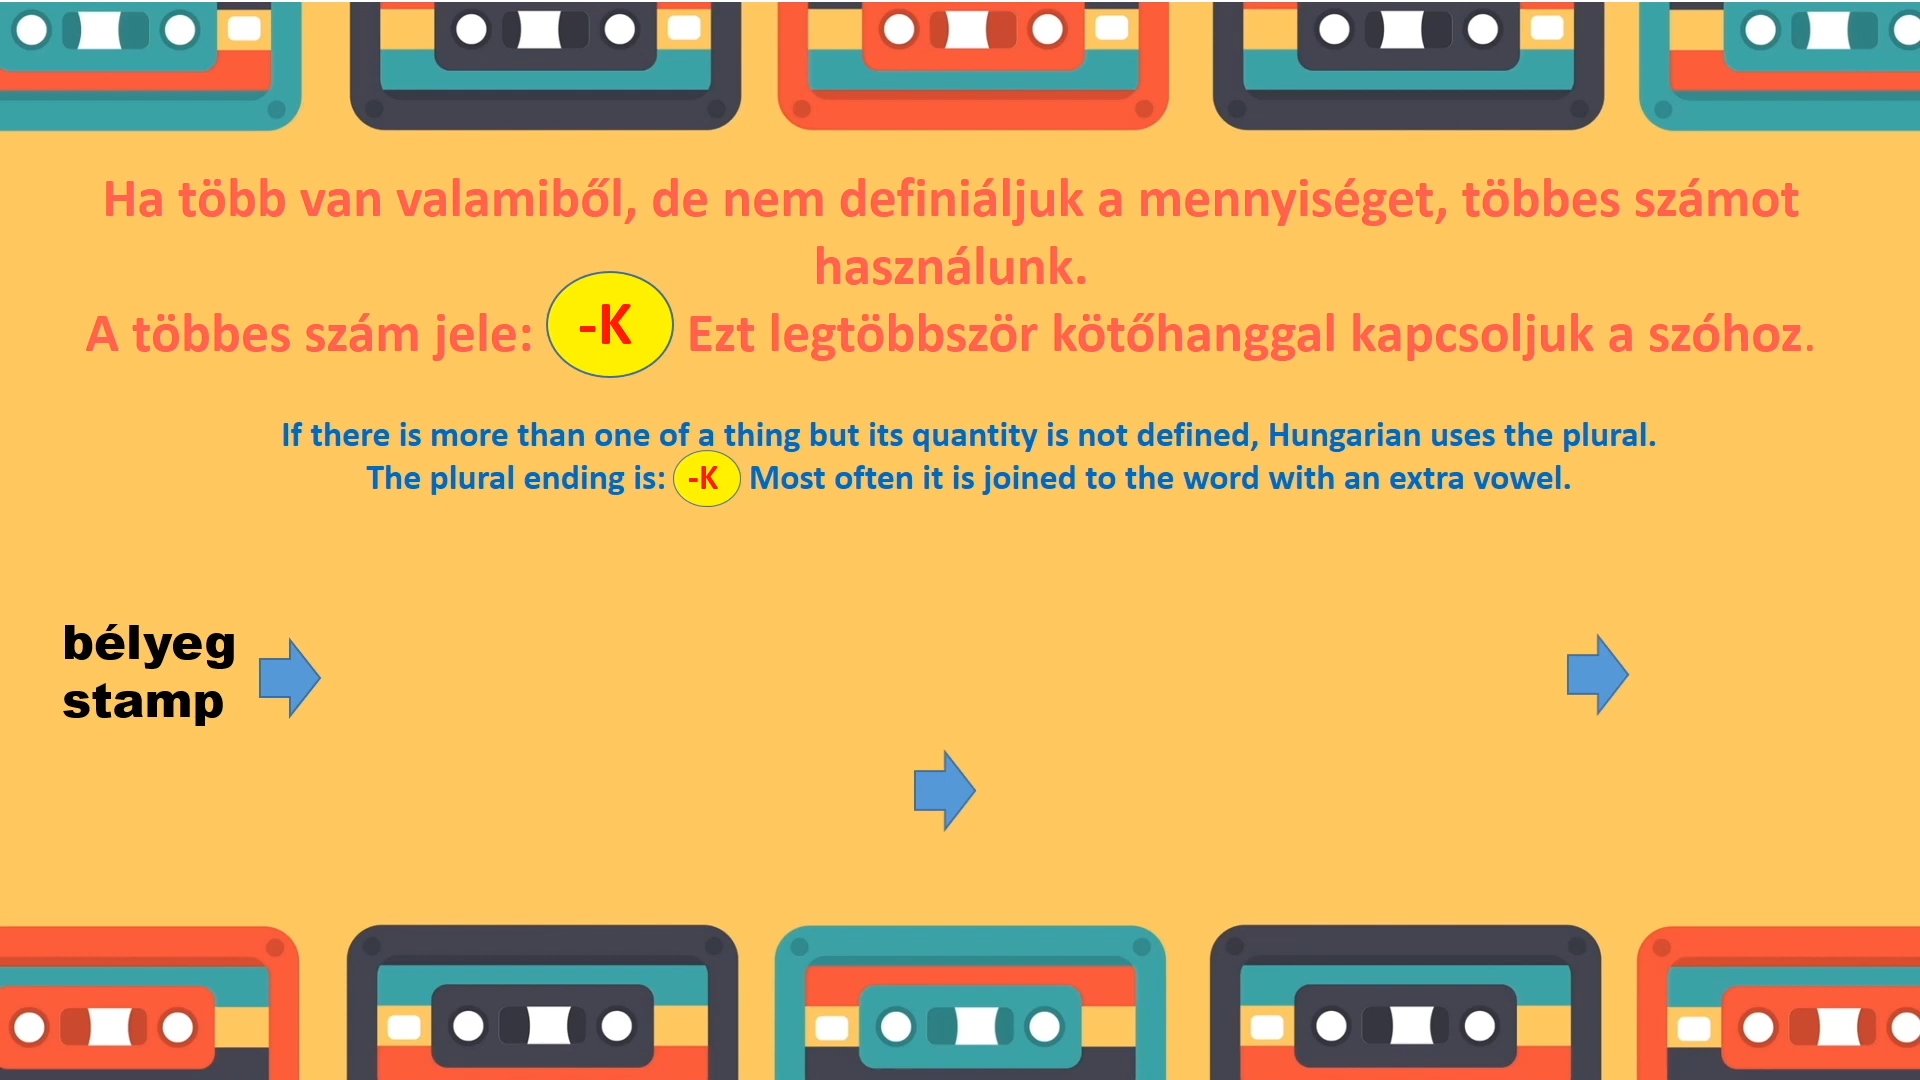 Ha több van valamiből, de nem definiáljuk a mennyiséget, többes számot
használunk.
A többes szám jele: -K Ezt legtöbbször kötőhanggal kapcsoljuk a szóhoz.
If there is more than one of a thing but its quantity is not defined, Hungarian uses the plural.
The plural ending is: -K Most often it is joined to the word with an extra vowel.
bélyeg
stamp